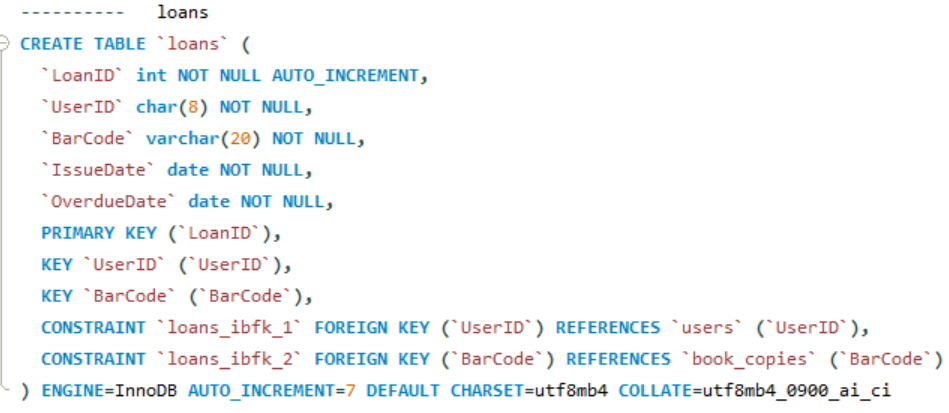 ---------- loans
CREATE TABLE `loans` (
`LoanID` int NOT NULL AUTO_INCREMENT,
`UserID` char(8) NOT NULL,
`BarCode` varchar(20) NOT NULL,
`IssueDate` date NOT NULL,
`OverdueDate` date NOT NULL,
PRIMARY KEY (`LoanID`),
KEY `UserID` (`UserID`),
KEY `BarCode` (`BarCode`),
CONSTRAINT `loans_ibfk_1` FOREIGN KEY (`UserID`) REFERENCES `users` (`UserID`),
CONSTRAINT `loans_ibfk_2` FOREIGN KEY (`BarCode`) REFERENCES `book_copies` (`BarCode`)
) ENGINE=InnoDB AUTO_INCREMENT=7 DEFAULT CHARSET=utf8mb4 COLLATE=utf8mb4_0900_ai_ci